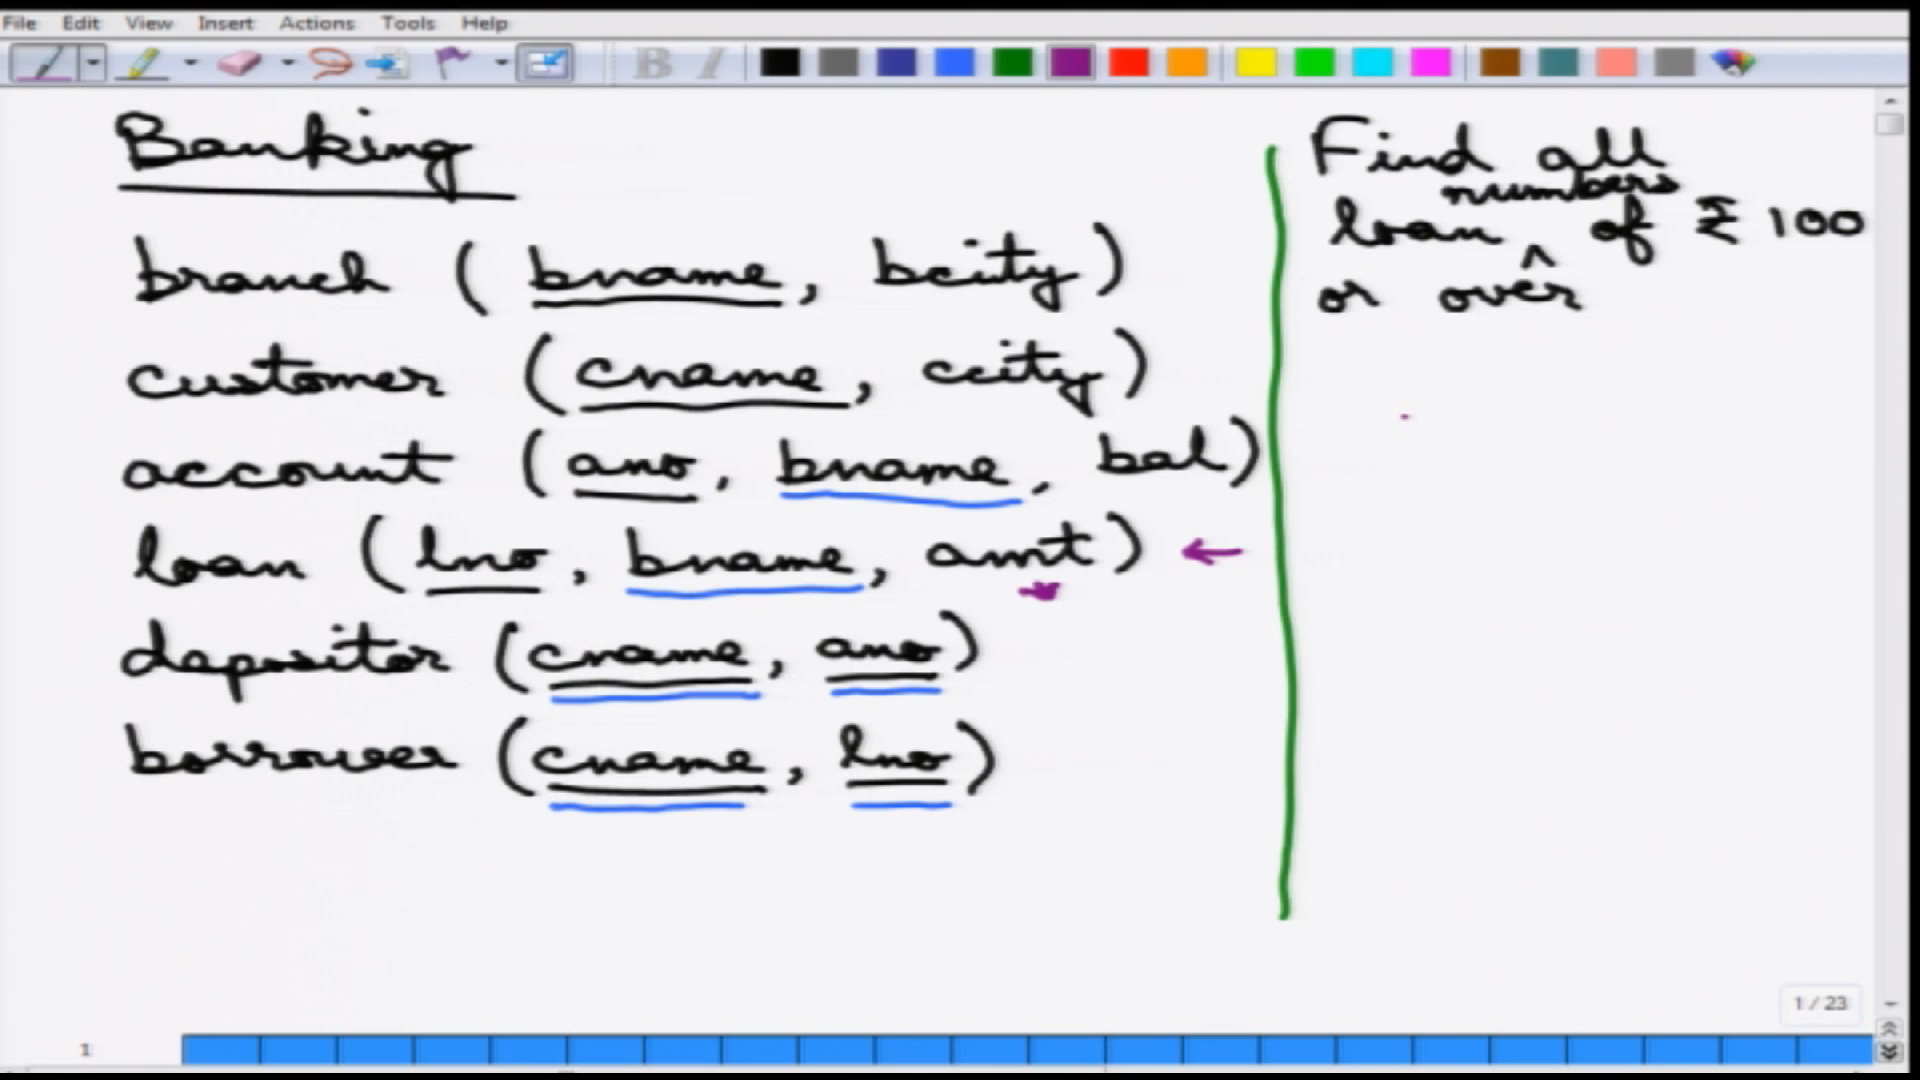 File Edit View Insert Actions Tools Help
B I
Banking
branch ( bname, bcity )
customer ( cname, ccity )
account ( ano, bname, bal )
loan ( lno, bname, amt ) ←
depositor ( cname, ano )
borrower ( cname, lno )
Find all
numbers
loan ^ of ₹ 100
or over
1 / 23
1